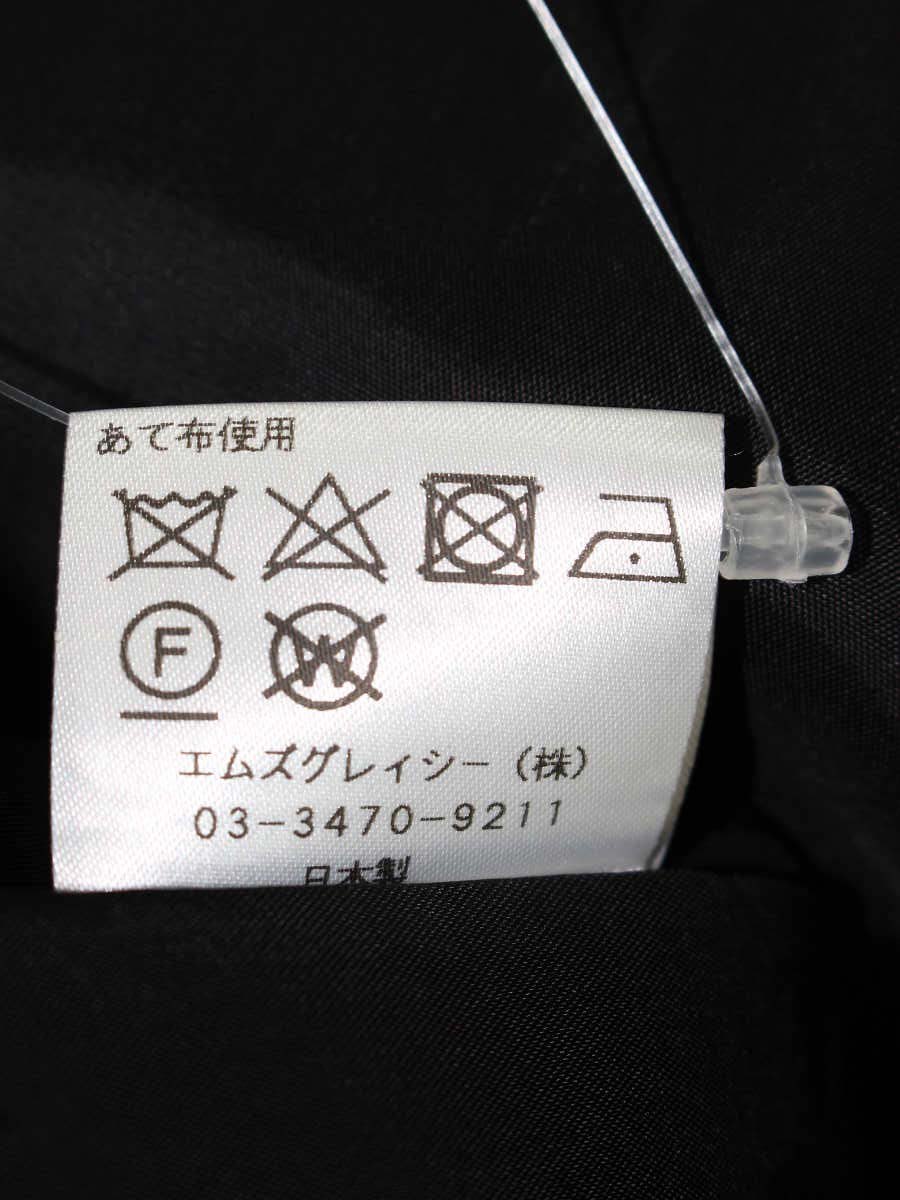 あて布使用
F W
エムズグレィシー(株)
03-3470-9211
日本製